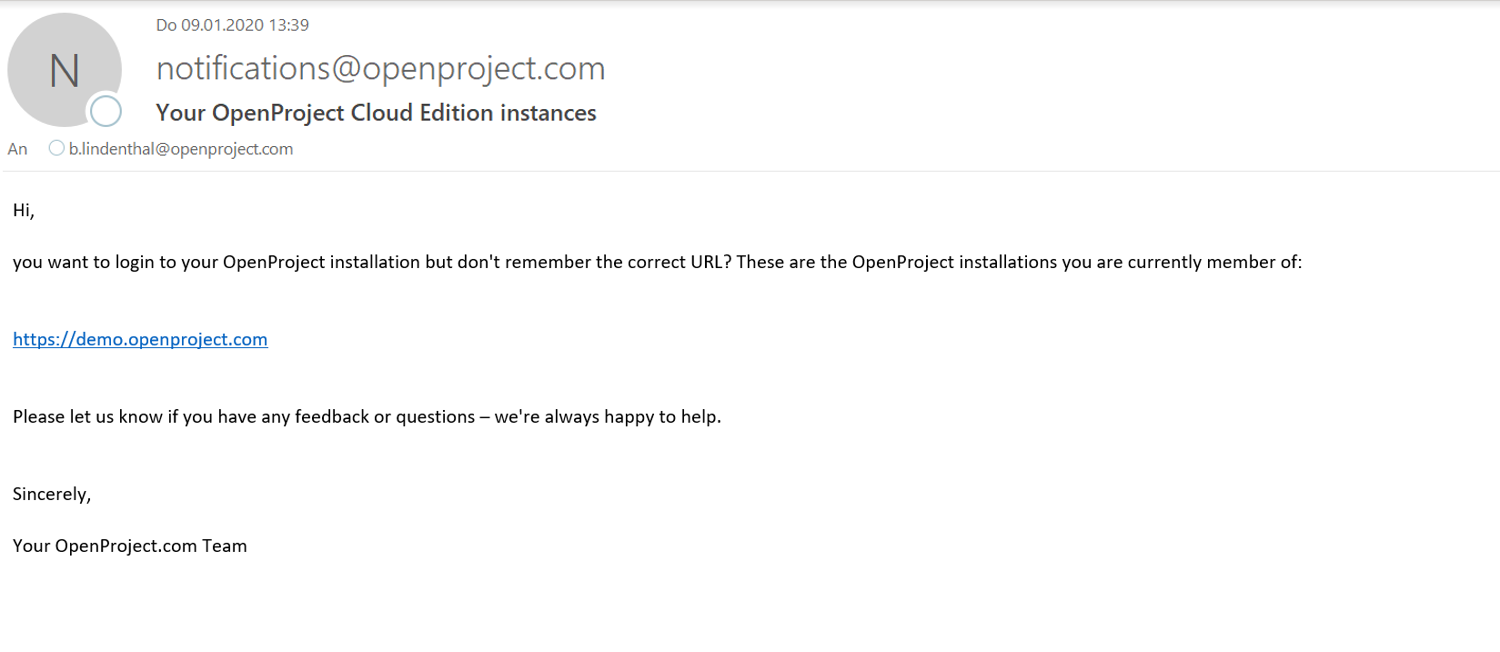 N
Do 09.01.2020 13:39
notifications@openproject.com
Your OpenProject Cloud Edition instances
An b.lindenthal@openproject.com
Hi,
you want to login to your OpenProject installation but don't remember the correct URL? These are the OpenProject installations you are currently member of:
https://demo.openproject.com
Please let us know if you have any feedback or questions – we're always happy to help.
Sincerely,
Your OpenProject.com Team